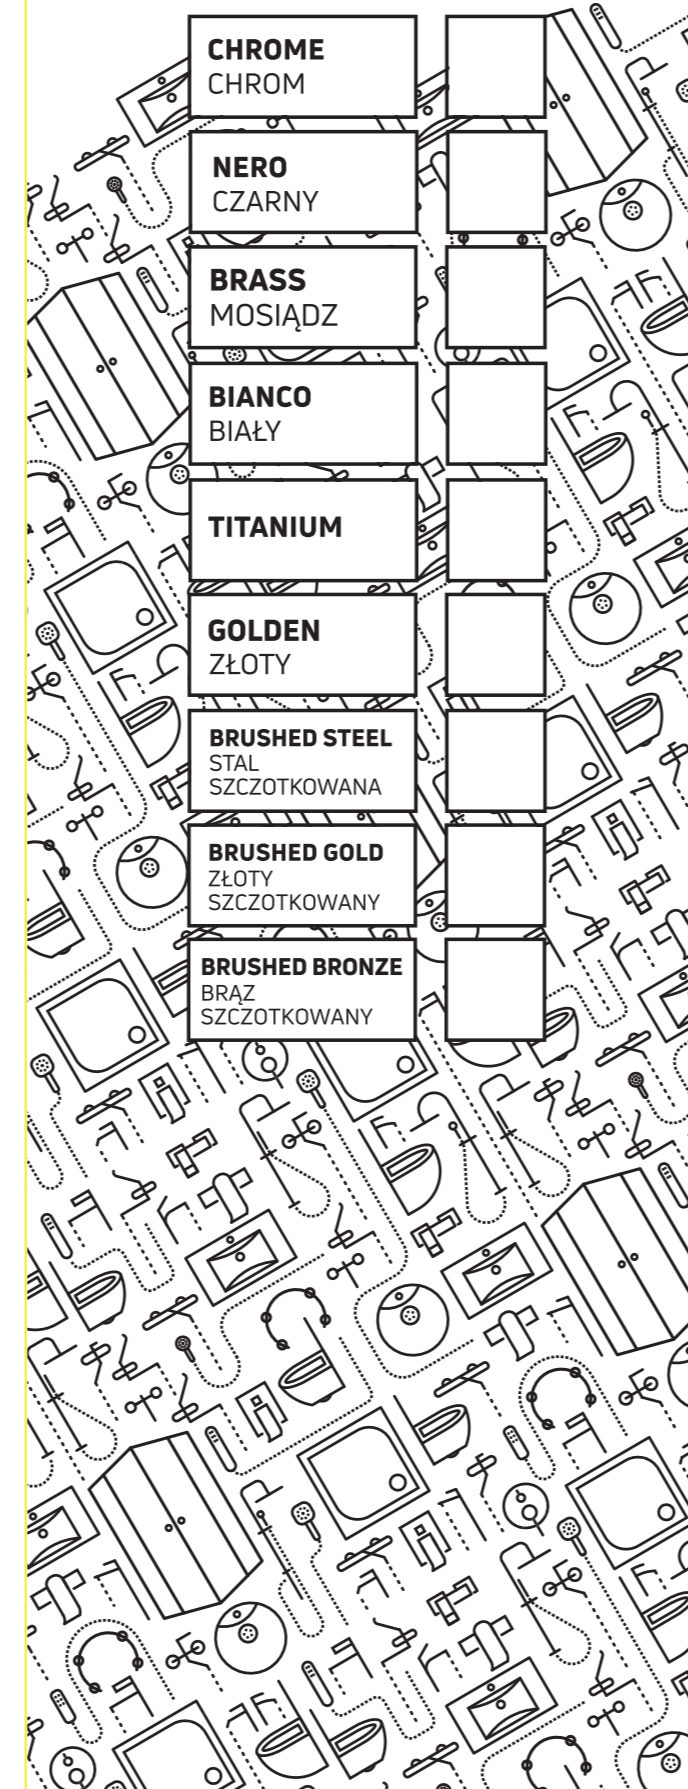 CHROME
CHROM
NERO
CZARNY
BRASS
MOSIĄDZ
BIANCO
BIAŁY
TITANIUM
GOLDEN
ZŁOTY
BRUSHED STEEL
STAL
SZCZOTKOWANA
BRUSHED GOLD
ZŁOTY
SZCZOTKOWANY
BRUSHED BRONZE
BRĄZ
SZCZOTKOWANY